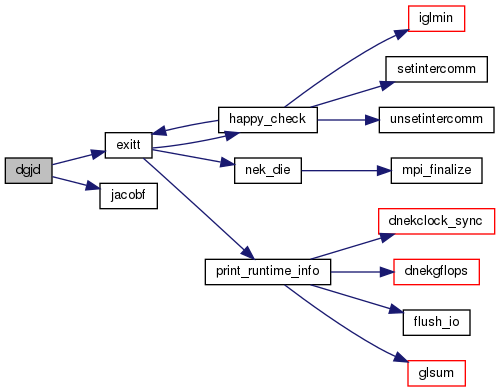 iglmin
setintercomm
happy_check
unsetintercomm
exitt
dgjd
nek_die
mpi_finalize
jacobf
dnekclock_sync
print_runtime_info
dnekgflops
flush_io
glsum